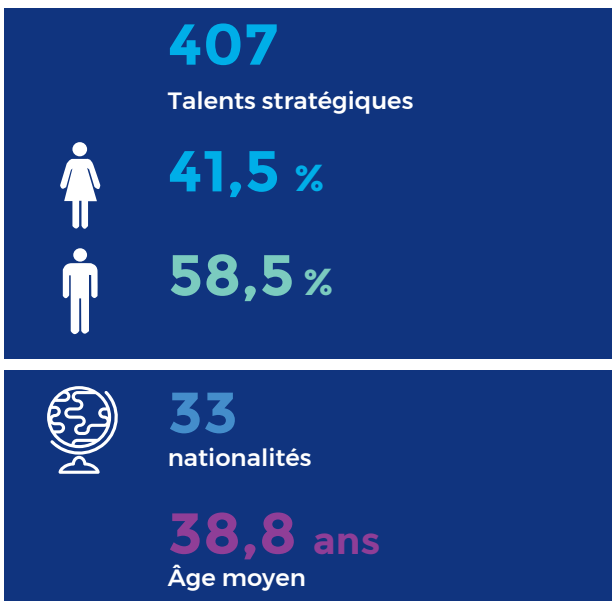 407
Talents stratégiques
41,5 %
58,5 %
33
nationalités
38,8 ans
Âge moyen